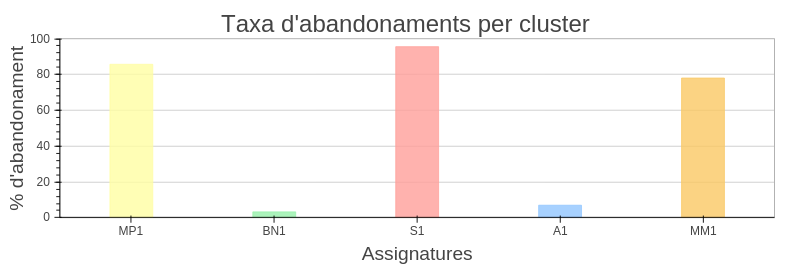 Taxa d'abandonaments per cluster
% d'abandonament
100
80
60
40
20
0
MP1 BN1 S1 A1 MM1
Assignatures